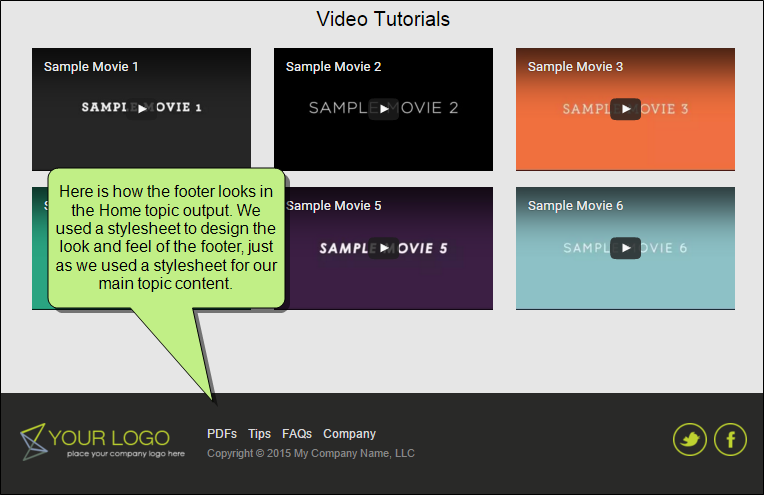 Video Tutorials
Sample Movie 1
SAMPLE MOVIE 1
Sample Movie 2
SAMPLE MOVIE 2
Sample Movie 3
SAMPLE MOVIE 3
Here is how the footer looks in
the Home topic output. We
used a stylesheet to design the
look and feel of the footer, just
as we used a stylesheet for our
main topic content.
Sample Movie 5
SAMPLE MOVIE 5
Sample Movie 6
SAMPLE MOVIE 6
YOUR LOGO
place your company logo here
PDFs Tips FAQs Company
Copyright © 2015 My Company Name, LLC